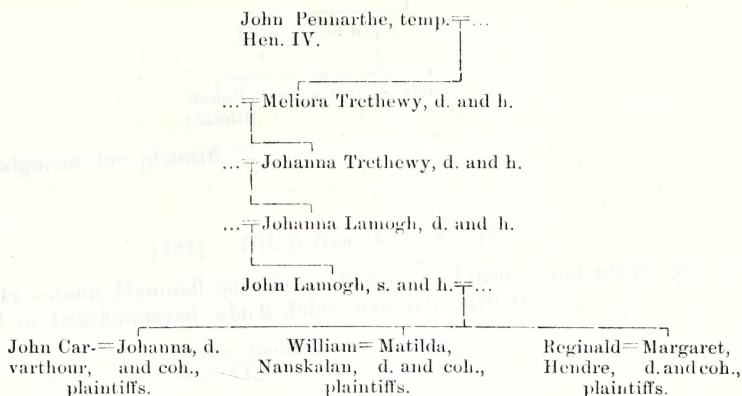 John Pennarthe, temp. = ...
Hen. IV.
... = Meliora Trethewy, d. and h.
... = Johanna Trethewy, d. and h.
... = Johanna Lamogh, d. and h.
John Lamogh, s. and h. = ...
John Car- = Johanna, d. William = Matilda, Reginald = Margaret,
varthour, and coh., Nanskalan, d. and coh., Hendre, d. and coh.,
plaintiffs. plaintiffs. plaintiffs.